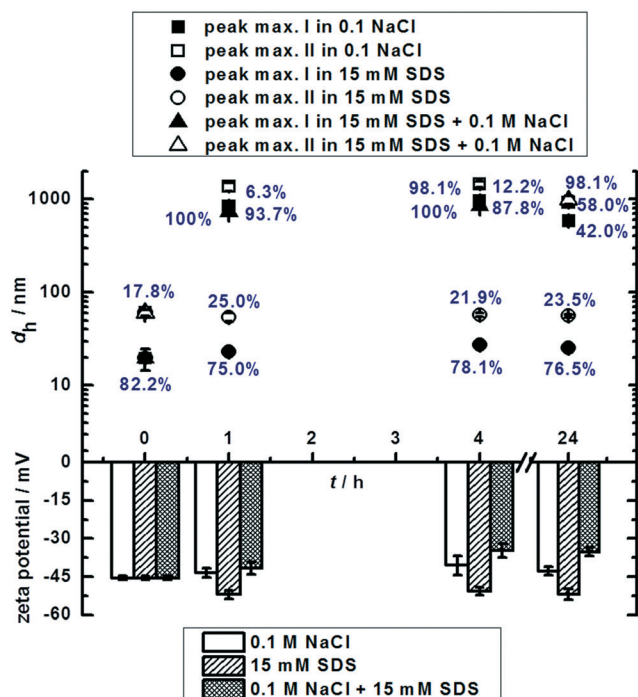 peak max. I in 0.1 NaCl
peak max. II in 0.1 NaCl
peak max. I in 15 mM SDS
peak max. II in 15 mM SDS
peak max. I in 15 mM SDS + 0.1 M NaCl
peak max. II in 15 mM SDS + 0.1 M NaCl
1000
100
10
d_h / nm
6.3%
100% 93.7%
98.1% 12.2% 98.1%
100% 87.8% 58.0%
42.0%
17.8% 25.0% 21.9% 23.5%
82.2% 75.0% 78.1% 76.5%
0 1 2 3 4 24
t / h
0
-15
-30
-45
-60
zeta potential / mV
0.1 M NaCl
15 mM SDS
0.1 M NaCl + 15 mM SDS